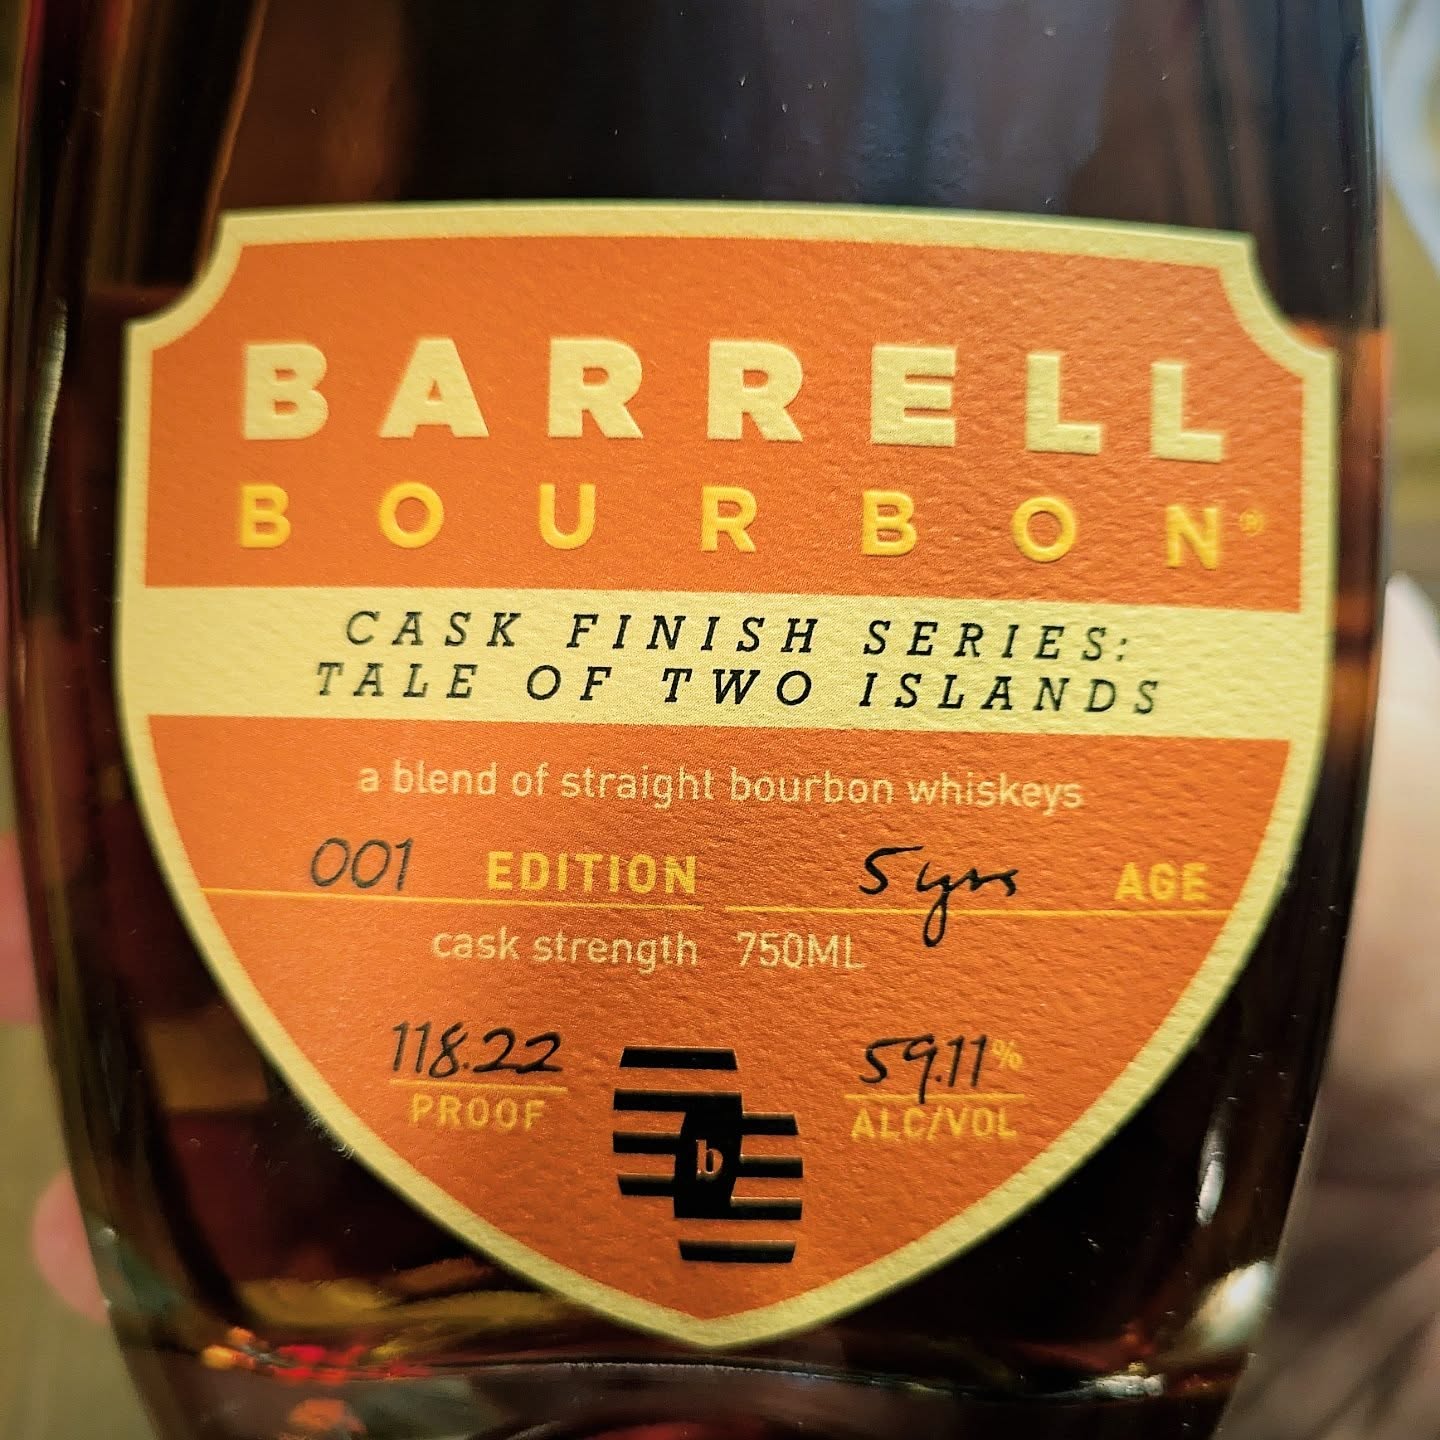 BARRELL
BOURBON®
CASK FINISH SERIES:
TALE OF TWO ISLANDS
a blend of straight bourbon whiskeys
001 EDITION 5 yrs AGE
cask strength 750ML
118.22 PROOF
59.11% ALC/VOL
b